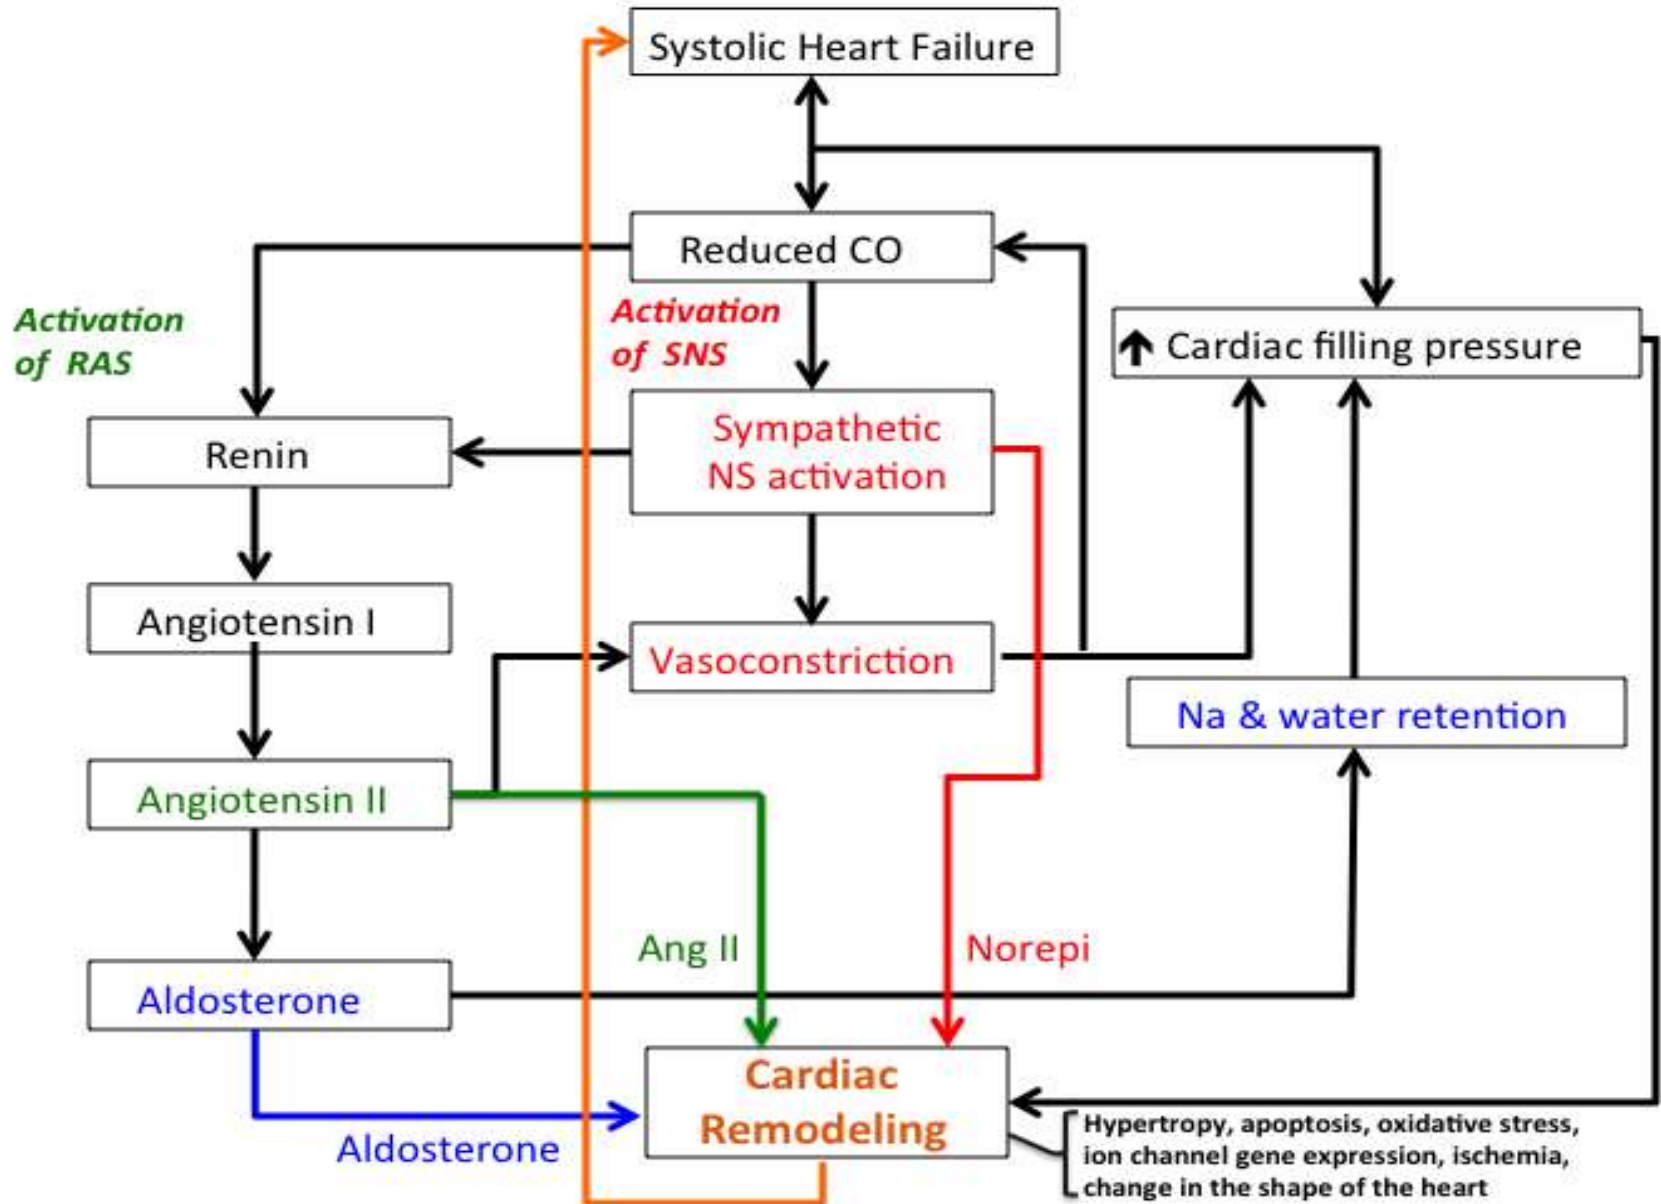 Systolic Heart Failure
Reduced CO
Activation
of RAS
Activation
of SNS
↑ Cardiac filling pressure
Renin
Sympathetic
NS activation
Angiotensin I
Vasoconstriction
Na & water retention
Angiotensin II
Ang II
Norepi
Aldosterone
Cardiac
Remodeling
Aldosterone
Hypertropy, apoptosis, oxidative stress,
ion channel gene expression, ischemia,
change in the shape of the heart